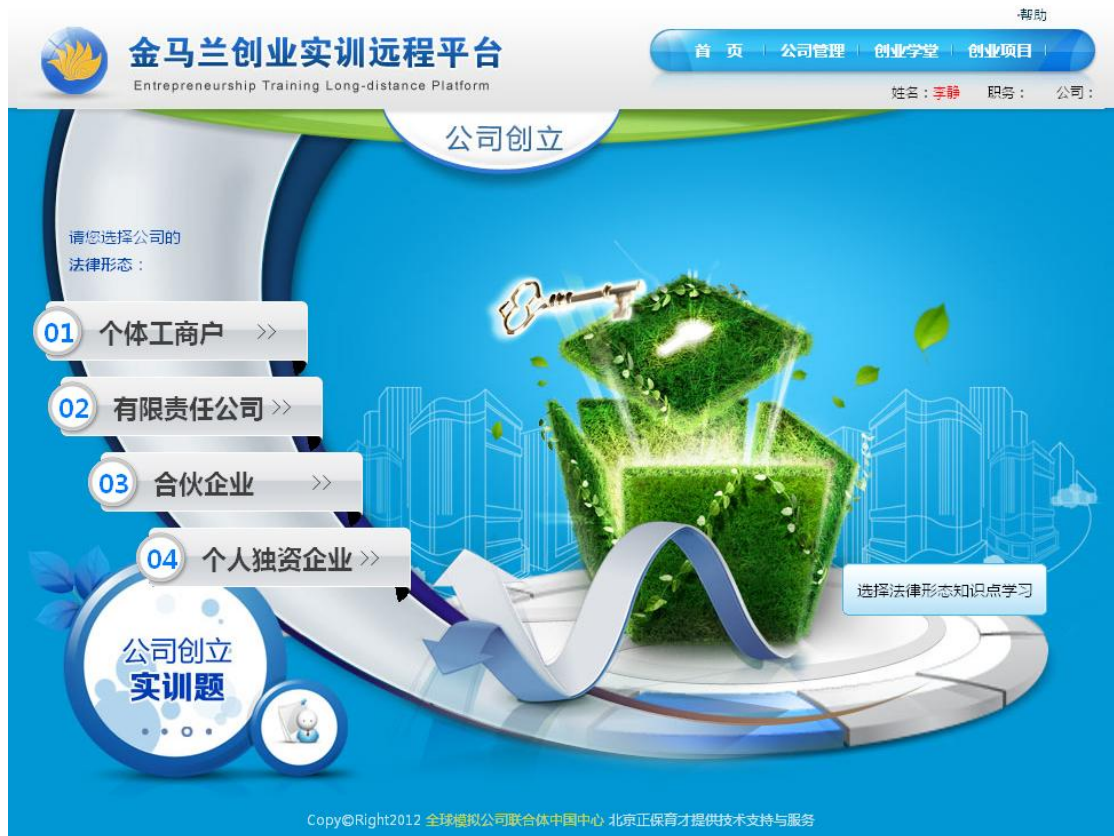 ·帮助
金马兰创业实训远程平台
Entrepreneurship Training Long-distance Platform
首 页 公司管理 创业学堂 创业项目
姓名：李静 职务： 公司：
公司创立
请您选择公司的
法律形态：
01 个体工商户 >>
02 有限责任公司 >>
03 合伙企业 >>
04 个人独资企业 >>
选择法律形态知识点学习
公司创立
实训题
Copy©Right2012 全球模拟公司联合体中国中心 北京正保育才提供技术支持与服务